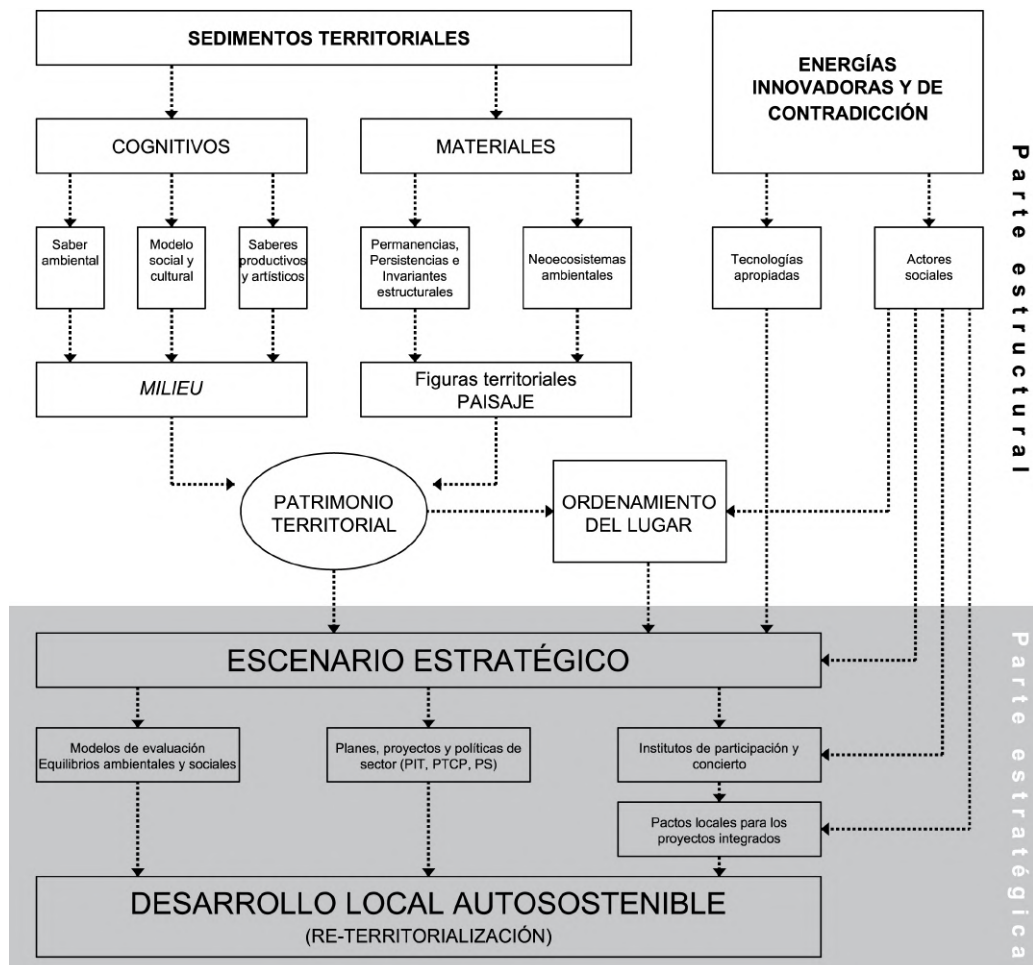 SEDIMENTOS TERRITORIALES
ENERGÍAS
INNOVADORAS Y DE
CONTRADICCIÓN
COGNITIVOS
MATERIALES
Saber
ambiental
Modelo
social y
cultural
Saberes
productivos
y artísticos
Permanencias,
Persistencias e
Invariantes
estructurales
Neoecosistemas
ambientales
Tecnologías
apropiadas
Actores
sociales
MILIEU
Figuras territoriales
PAISAJE
PATRIMONIO
TERRITORIAL
ORDENAMIENTO
DEL LUGAR
Parte estructural
ESCENARIO ESTRATÉGICO
Modelos de evaluación
Equilibrios ambientales y sociales
Planes, proyectos y políticas de
sector (PIT, PTCP, PS)
Institutos de participación y
concierto
Pactos locales para los
proyectos integrados
DESARROLLO LOCAL AUTOSOSTENIBLE
(RE-TERRITORIALIZACIÓN)
Parte estratégica